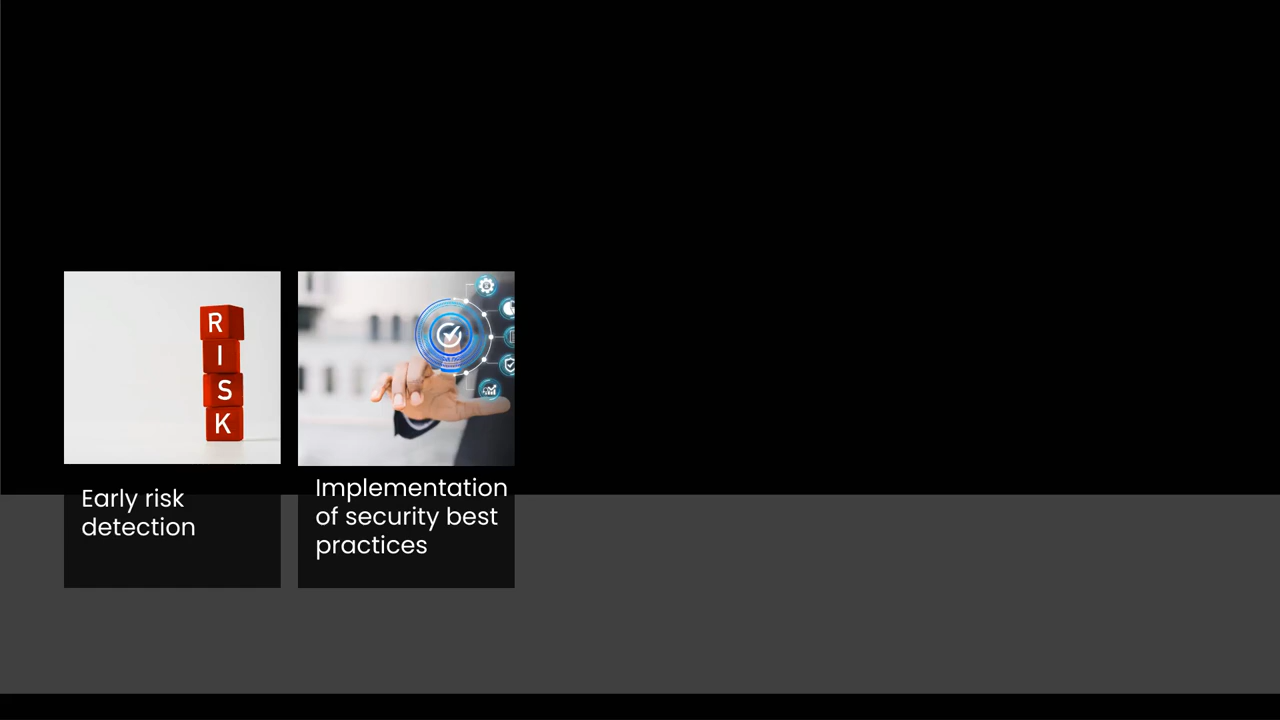 R
I
S
K
Early risk
detection
Implementation
of security best
practices